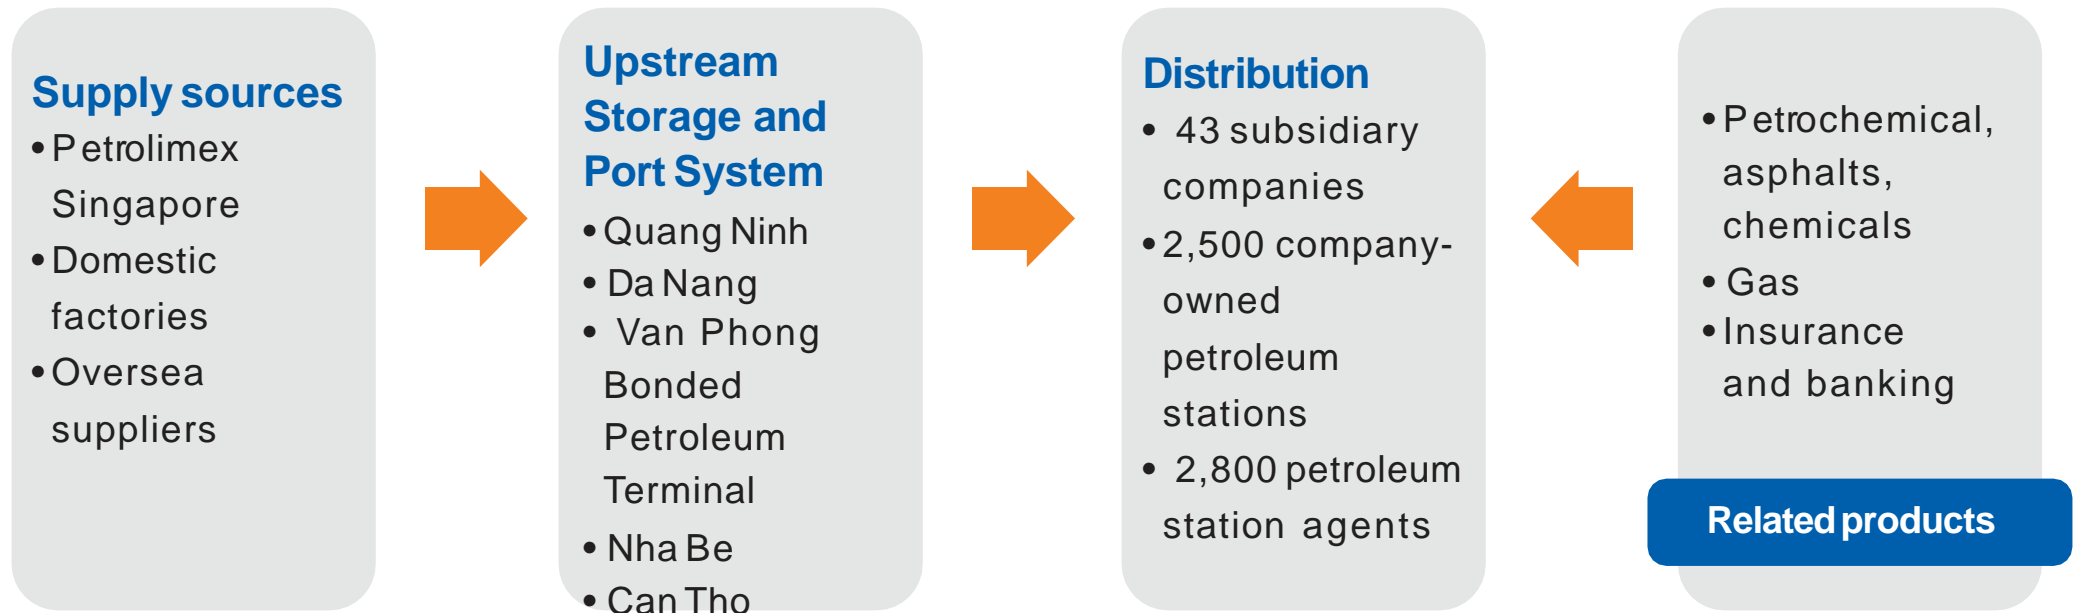 Supply sources
• Petrolimex
Singapore
• Domestic
factories
• Oversea
suppliers
Upstream
Storage and
Port System
• Quang Ninh
• Da Nang
• Van Phong
Bonded
Petroleum
Terminal
• Nha Be
• Can Tho
Distribution
• 43 subsidiary
companies
• 2,500 company-
owned
petroleum
stations
• 2,800 petroleum
station agents
• Petrochemical,
asphalts,
chemicals
• Gas
• Insurance
and banking
Related products